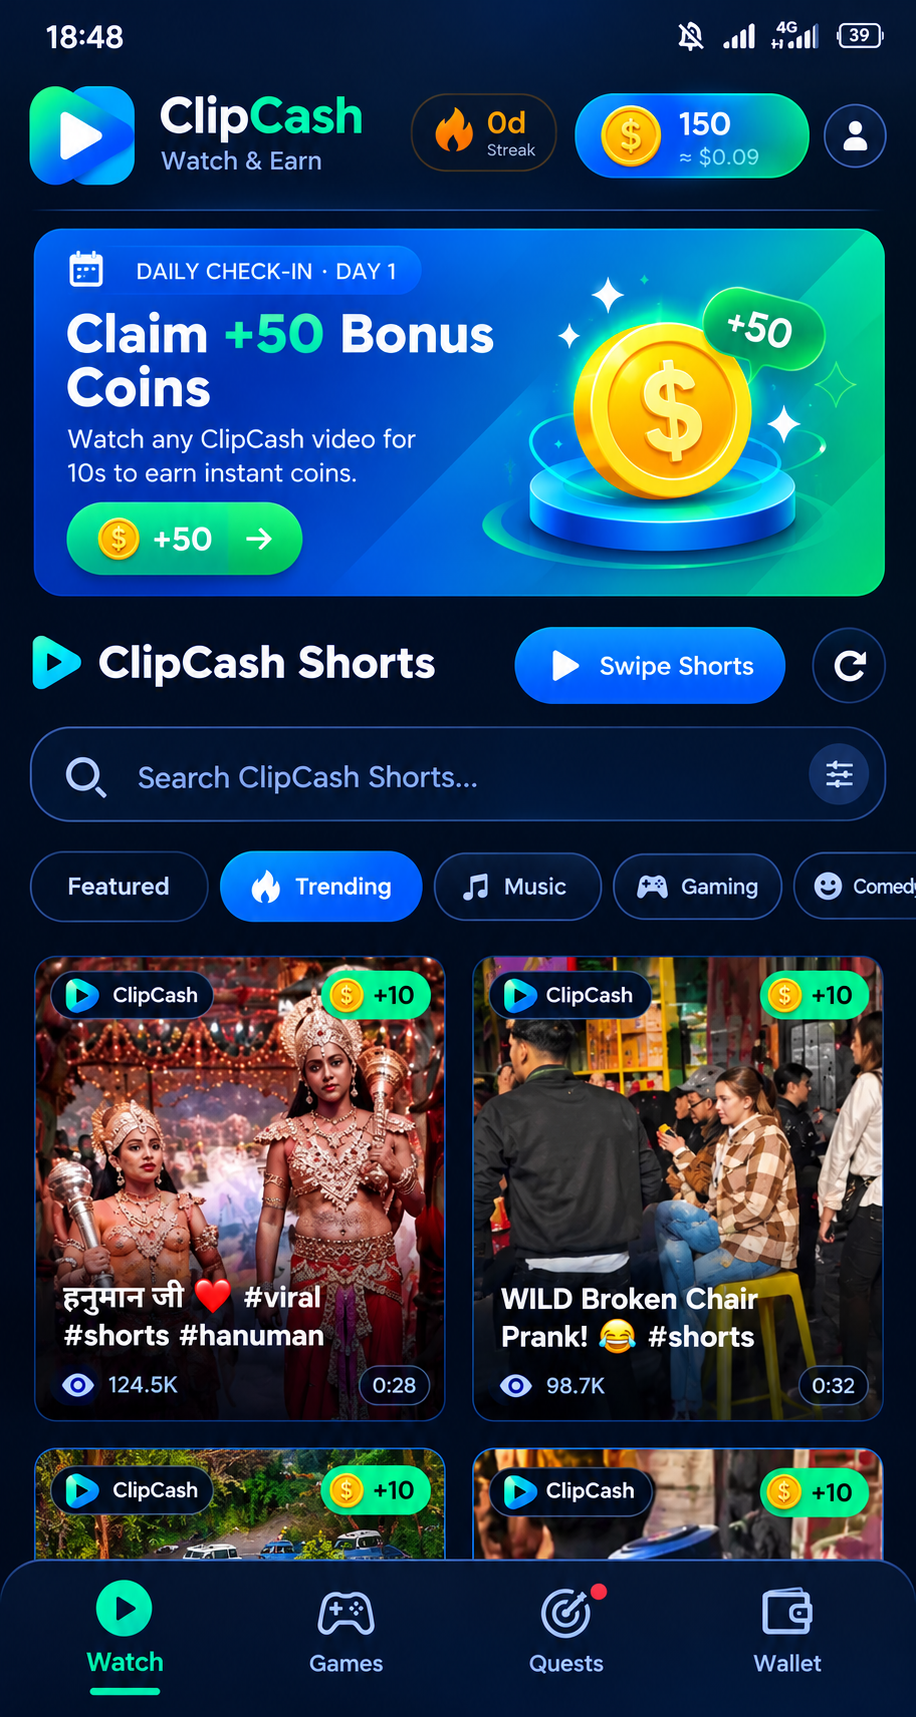 18:48
4G
39
ClipCash
Watch & Earn
0d
Streak
150
≈ $0.09
DAILY CHECK-IN · DAY 1
Claim +50 Bonus
Coins
Watch any ClipCash video for
10s to earn instant coins.
+50
+50
ClipCash Shorts
Swipe Shorts
Search ClipCash Shorts...
Featured
Trending
Music
Gaming
Comedy
ClipCash
+10
हनुमान जी ❤️ #viral
#shorts #hanuman
124.5K
0:28
ClipCash
+10
WILD Broken Chair
Prank! 😂 #shorts
98.7K
0:32
ClipCash
+10
ClipCash
+10
Watch
Games
Quests
Wallet